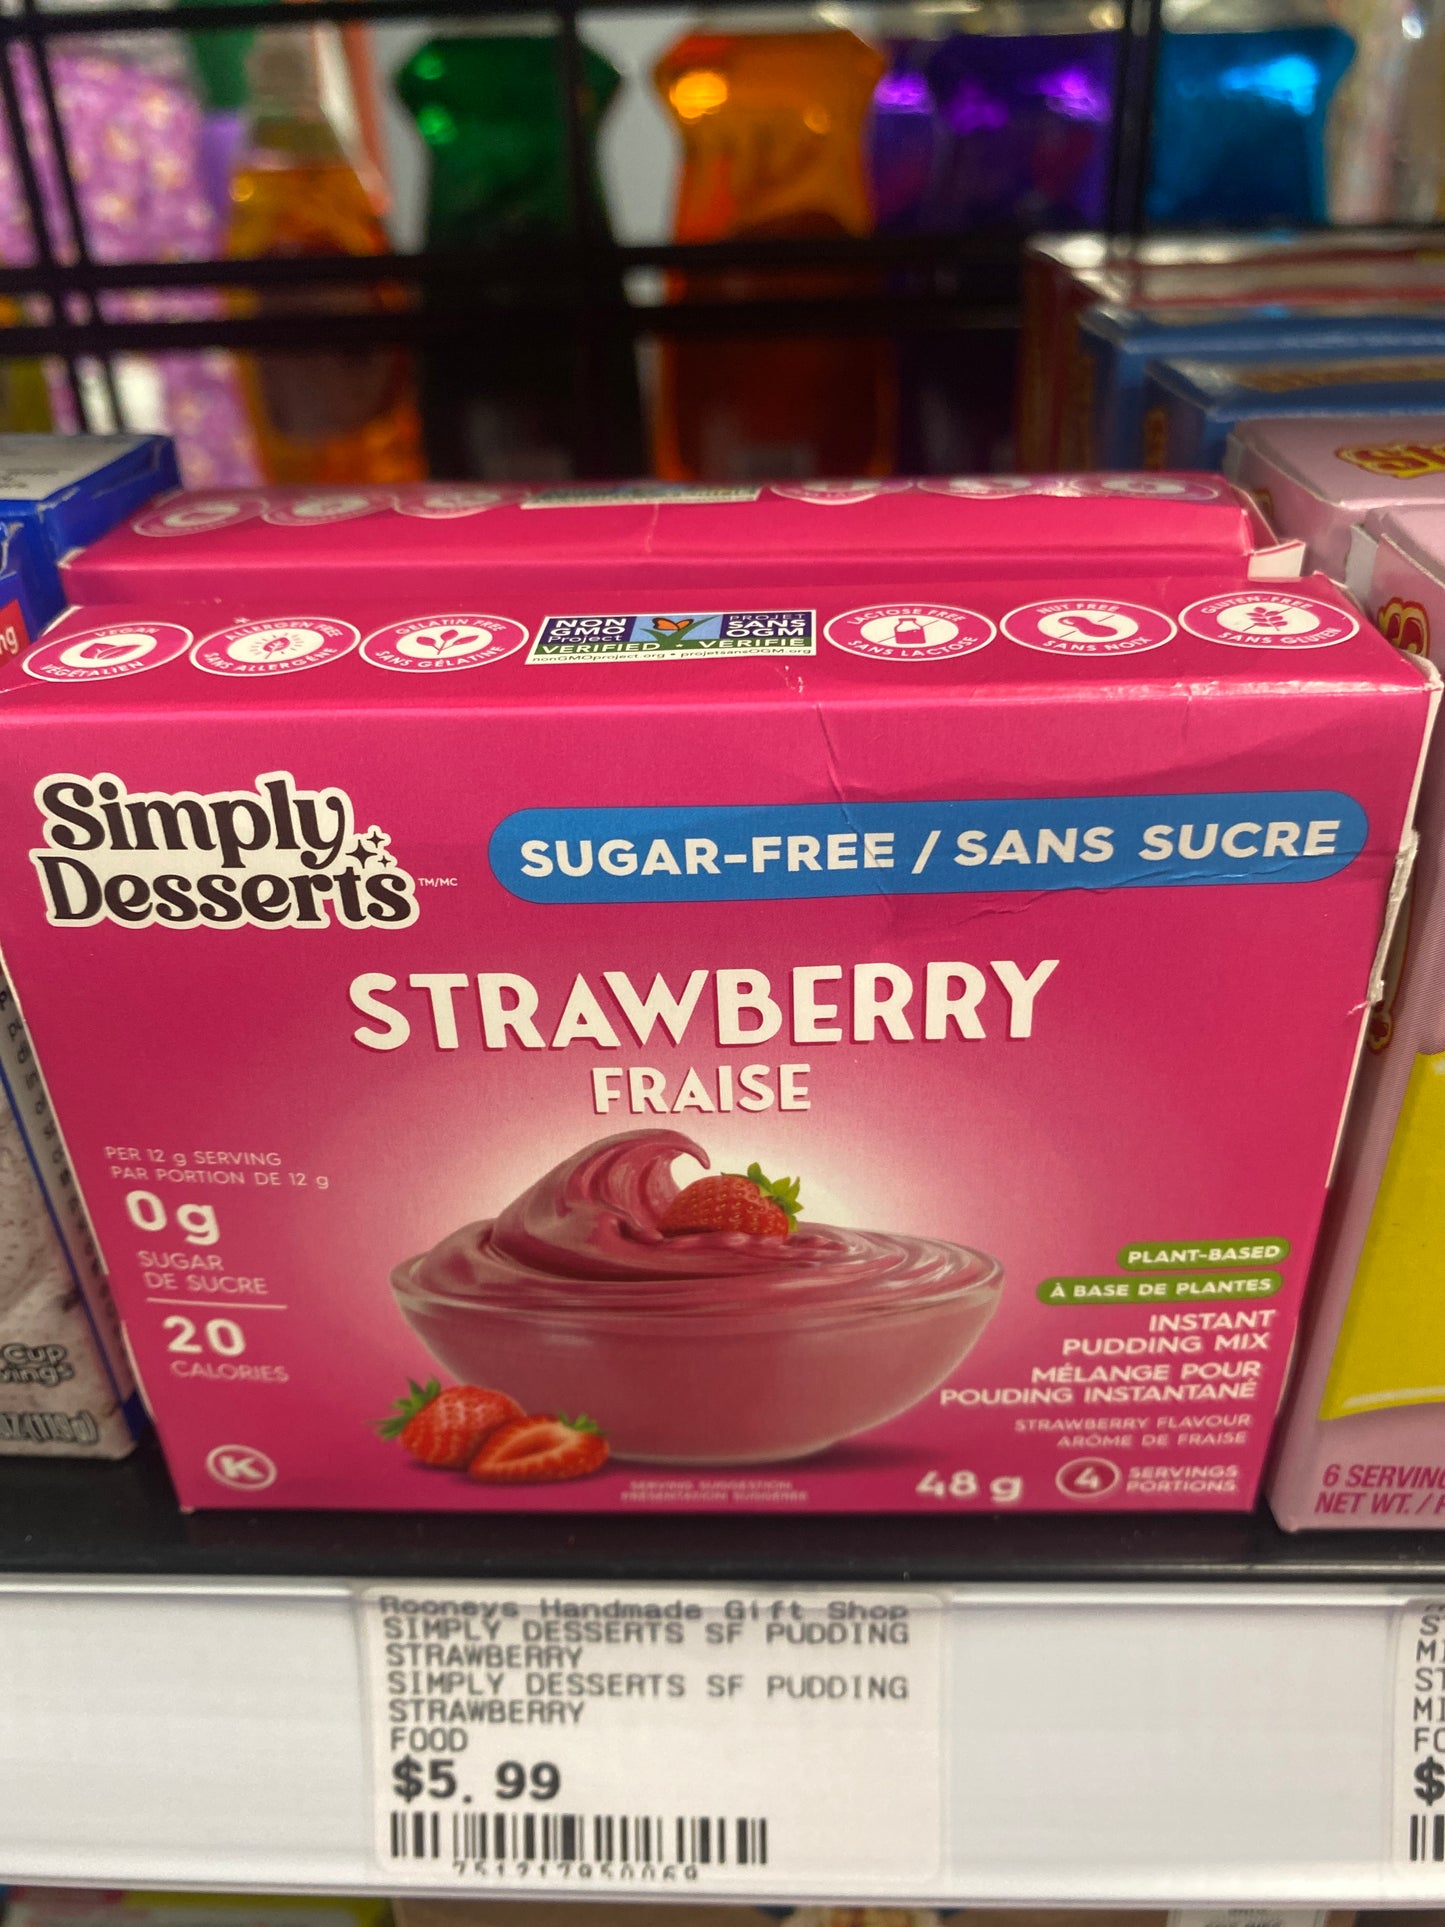 VEGAN
VÉGÉTALIEN
ALLERGEN FREE
SANS ALLERGÈNE
GELATIN FREE
SANS GÉLATINE
NON
GMO
Project
VERIFIED
PROJET
SANS
OGM
VÉRIFIÉ
nonGMOproject.org • projetsansOGM.org
LACTOSE FREE
SANS LACTOSE
NUT FREE
SANS NOIX
GLUTEN-FREE
SANS GLUTEN
Simply
Desserts TM/MC
SUGAR-FREE / SANS SUCRE
STRAWBERRY
FRAISE
PER 12 g SERVING
PAR PORTION DE 12 g
0g
SUGAR
DE SUCRE
20
CALORIES
K
PLANT-BASED
À BASE DE PLANTES
INSTANT
PUDDING MIX
MÉLANGE POUR
POUDING INSTANTANÉ
STRAWBERRY FLAVOUR
ARÔME DE FRAISE
SERVING SUGGESTION
PRÉSENTATION SUGGÉRÉE
48 g 4 SERVINGS
PORTIONS
6 SERVING
NET WT. /
Rooneys Handmade Gift Shop
SIMPLY DESSERTS SF PUDDING
STRAWBERRY
SIMPLY DESSERTS SF PUDDING
STRAWBERRY
FOOD
$5.99